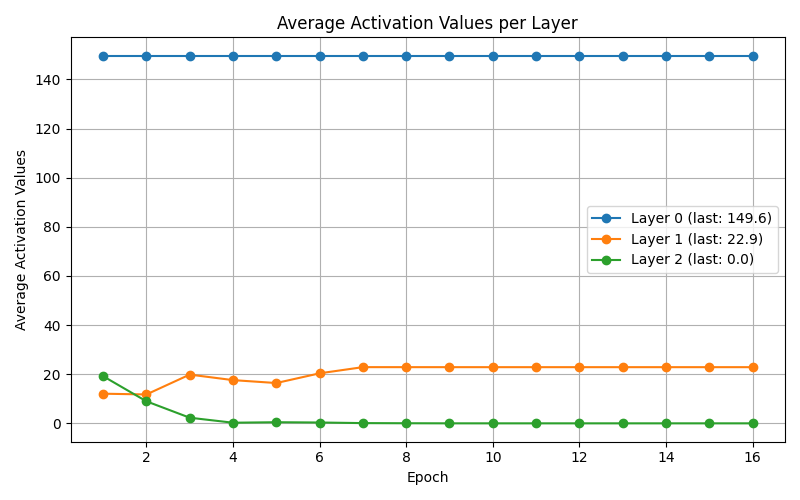 Average Activation Values per Layer
Average Activation Values
140
120
100
80
60
40
20
0
Layer 0 (last: 149.6)
Layer 1 (last: 22.9)
Layer 2 (last: 0.0)
2 4 6 8 10 12 14 16
Epoch